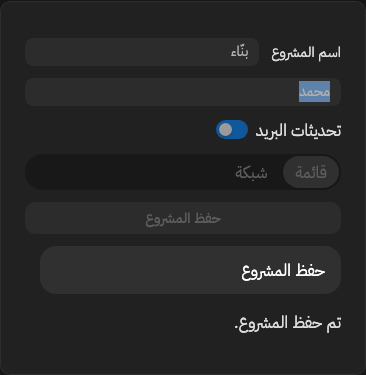 اسم المشروع بنّاء
محمد
تحديثات البريد
قائمة شبكة
حفظ المشروع
حفظ المشروع
تم حفظ المشروع.